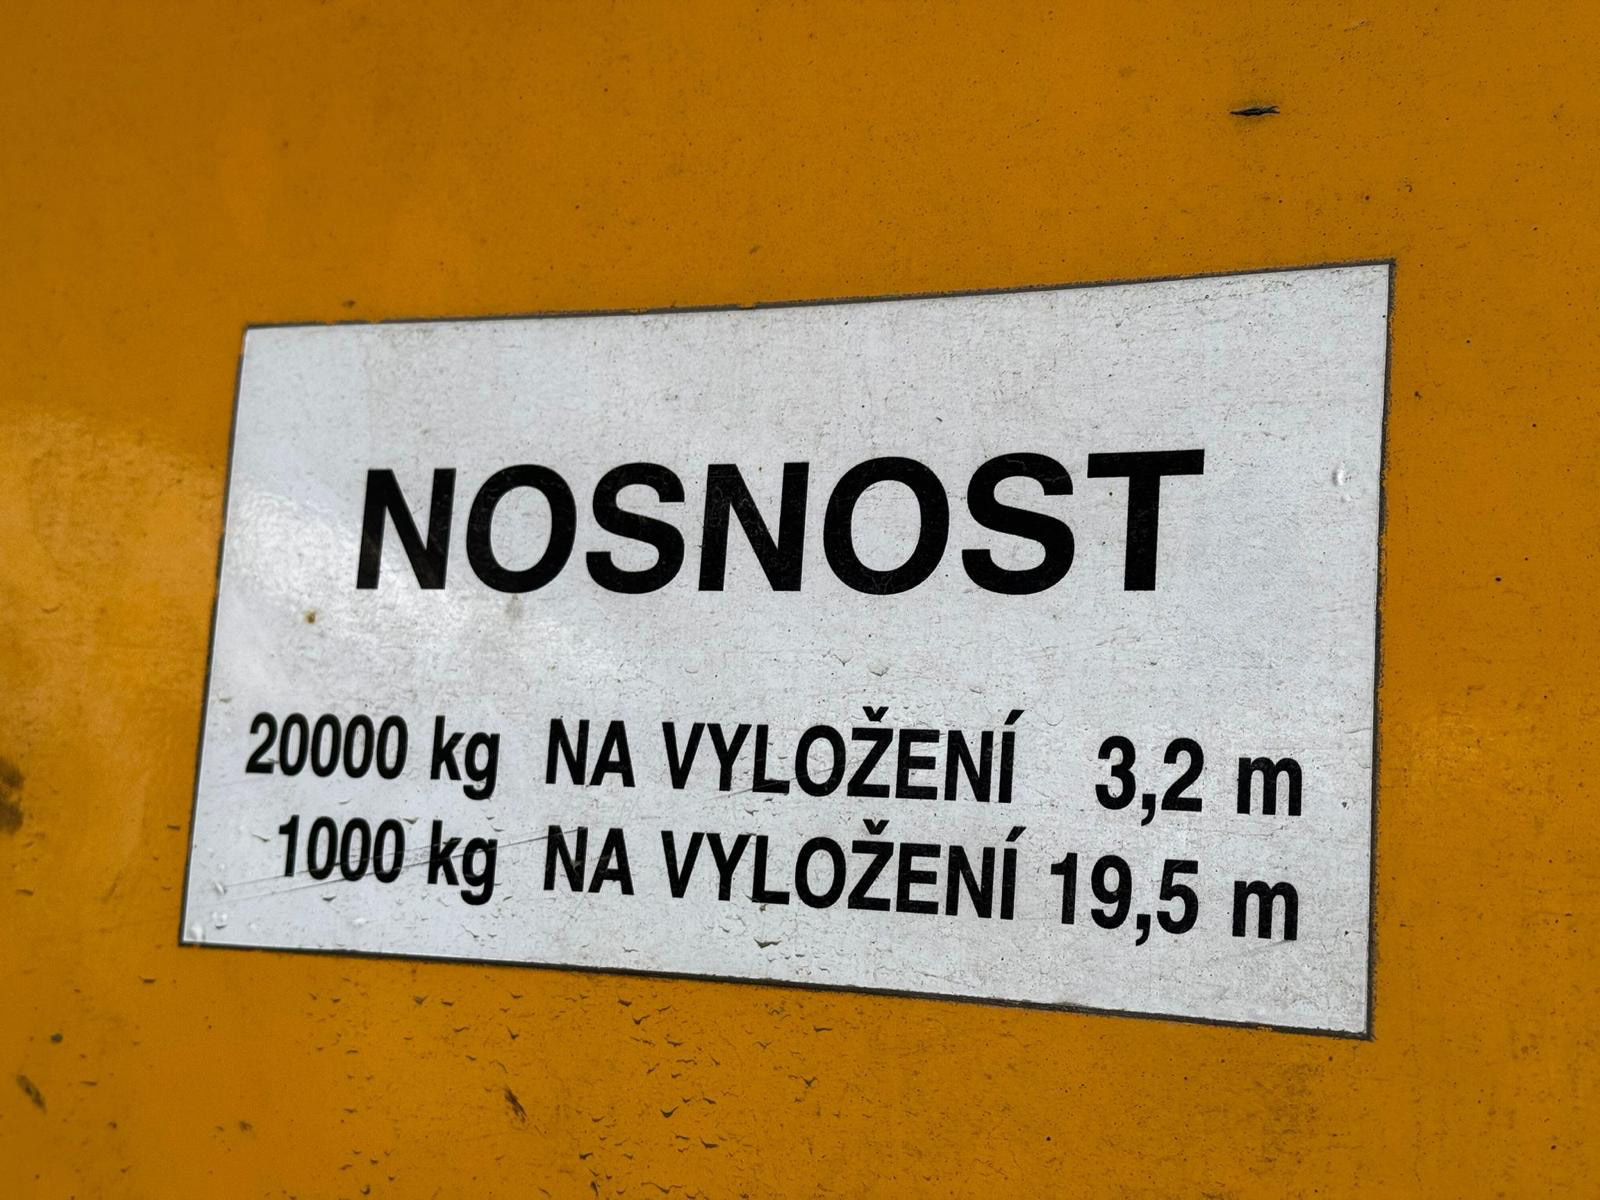 NOSNOST
20000 kg NA VYLOŽENÍ 3,2 m
1000 kg NA VYLOŽENÍ 19,5 m